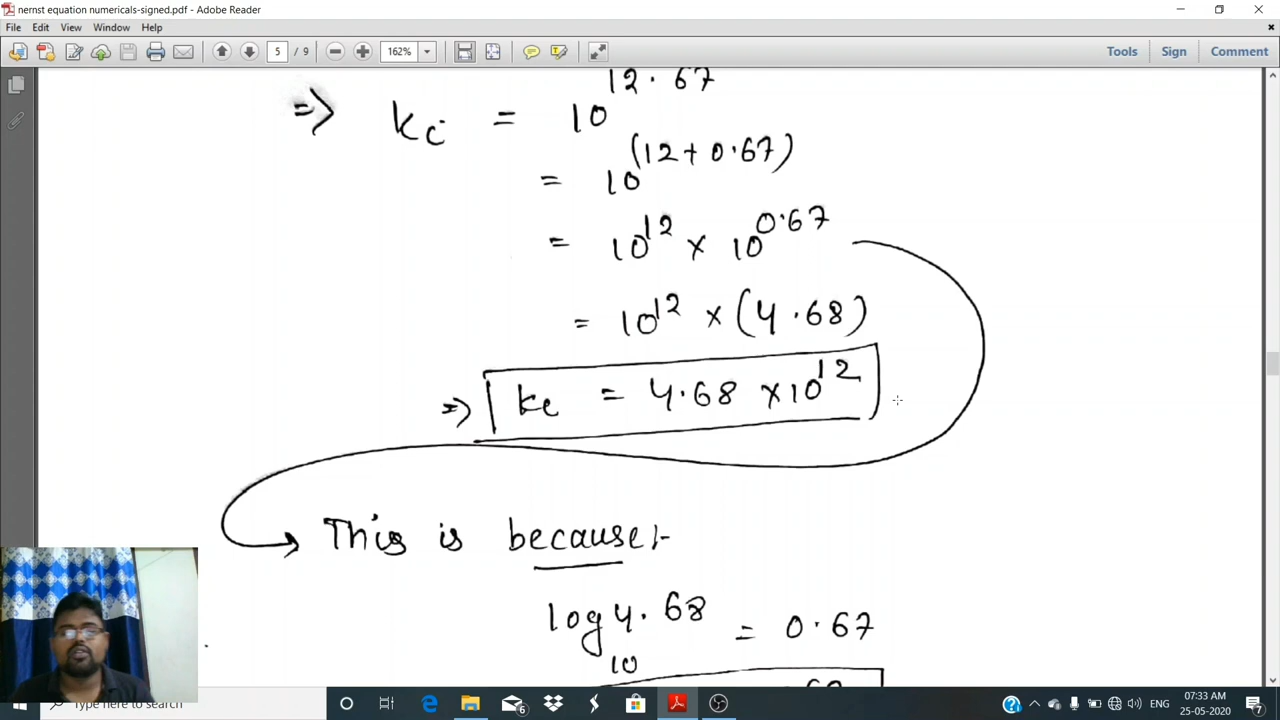 nernst equation numericals-signed.pdf - Adobe Reader
File Edit View Window Help
5 / 9 162% Tools Sign Comment
=> kc = 10^12.67
= 10^(12+0.67)
= 10^12 × 10^0.67
= 10^12 × (4.68)
=> kc = 4.68 × 10^12
This is because:-
log₁₀ 4.68 = 0.67
Type here to search
6
ENG
07:33 AM
25-05-2020
7